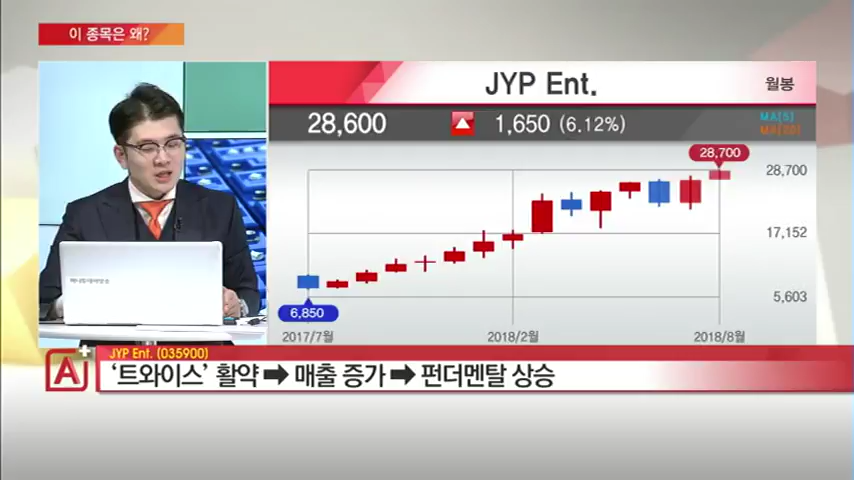 이 종목은 왜?
JYP Ent.
월봉
28,600 1,650 (6.12%)
MA[5]
MA[20]
28,700
28,700
17,152
5,603
6,850
2017/7월 2018/2월 2018/8월
A+
JYP Ent. (035900)
‘트와이스’ 활약 ➡ 매출 증가 ➡ 펀더멘탈 상승